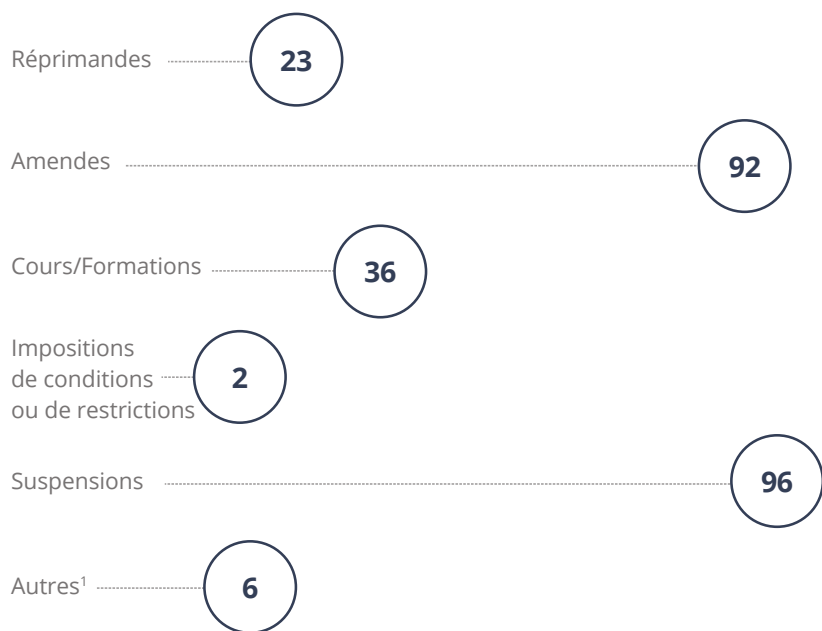 Réprimandes 23
Amendes 92
Cours/Formations 36
Impositions
de conditions 2
ou de restrictions
Suspensions 96
Autres¹ 6